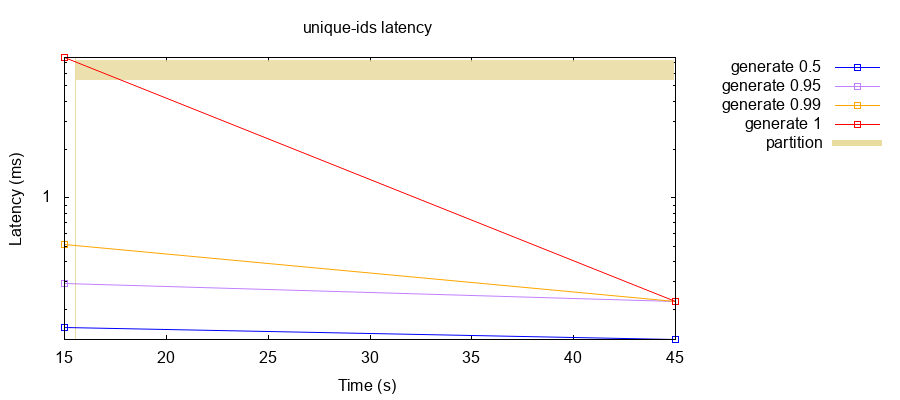 unique-ids latency
generate 0.5
generate 0.95
generate 0.99
generate 1
partition
Latency (ms)
1
15 20 25 30 35 40 45
Time (s)